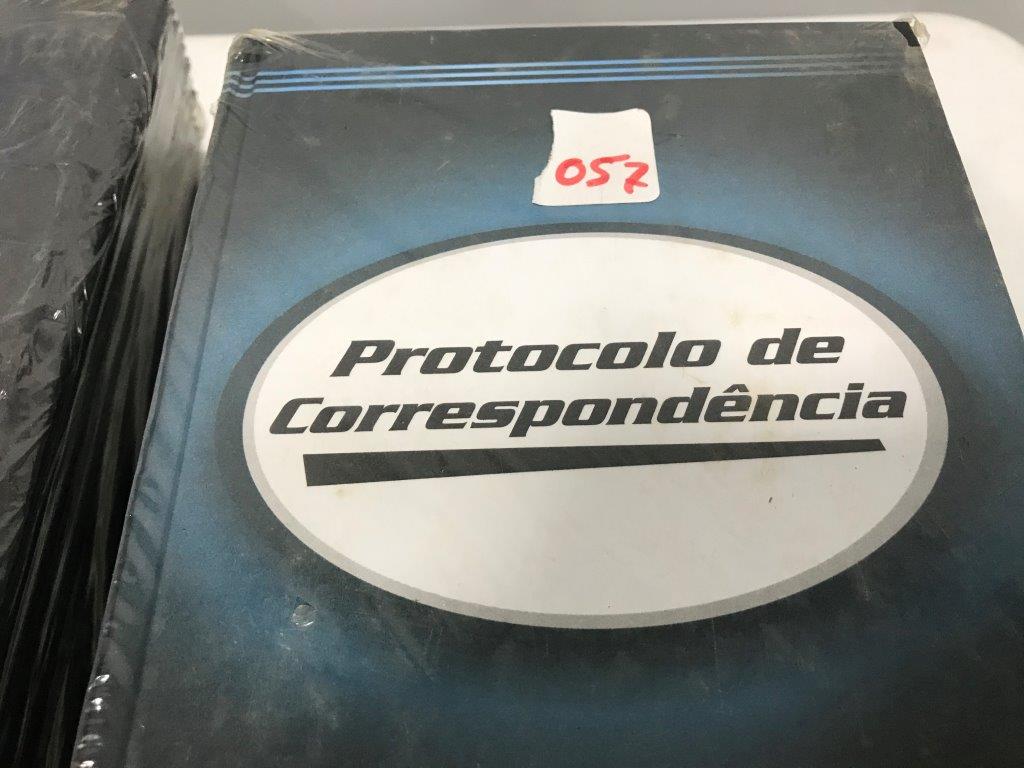 057
Protocolo de
Correspondência